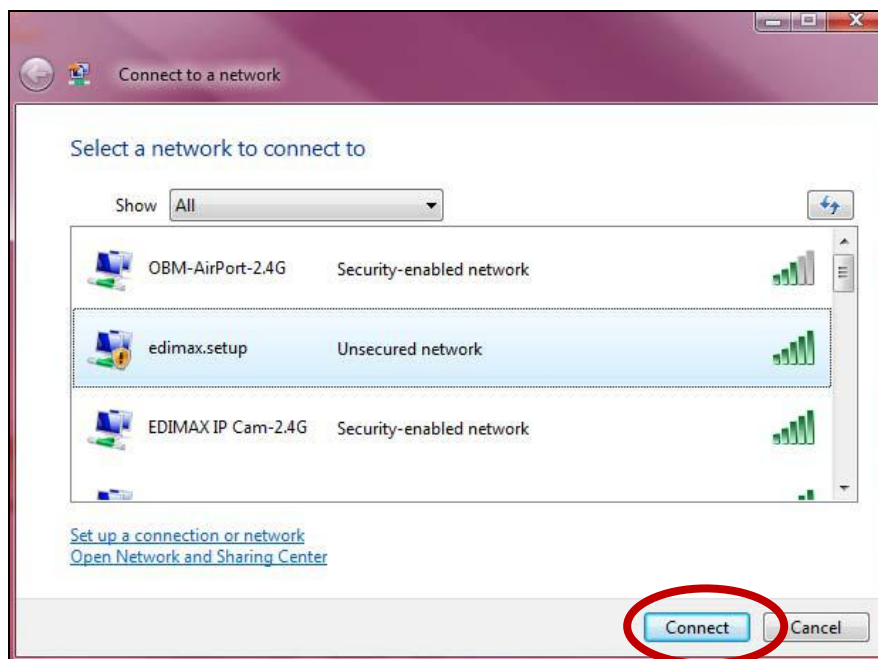 Connect to a network
Select a network to connect to
Show All
OBM-AirPort-2.4G Security-enabled network
edimax.setup Unsecured network
EDIMAX IP Cam-2.4G Security-enabled network
Set up a connection or network
Open Network and Sharing Center
Connect Cancel